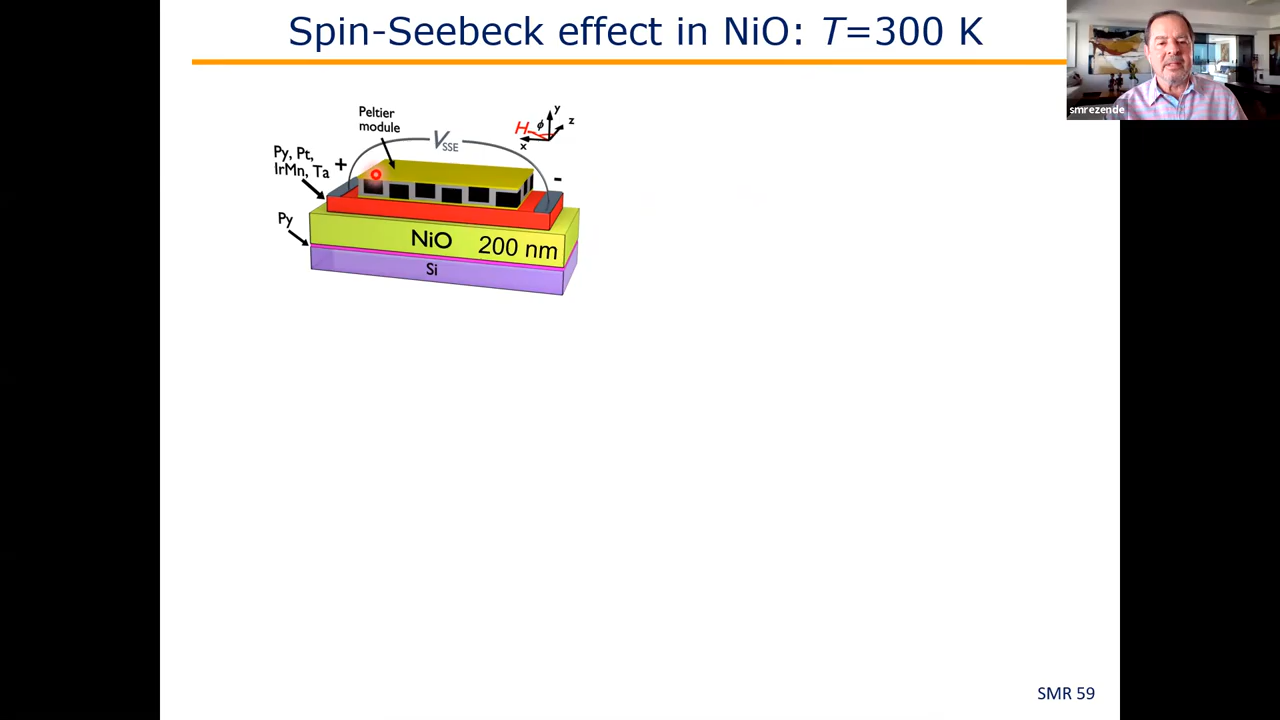 Spin-Seebeck effect in NiO: T=300 K
smrezende
Peltier
module
VSSE
H
ϕ
y
z
x
Py, Pt,
IrMn, Ta
+
-
Py
NiO 200 nm
Si
SMR 59